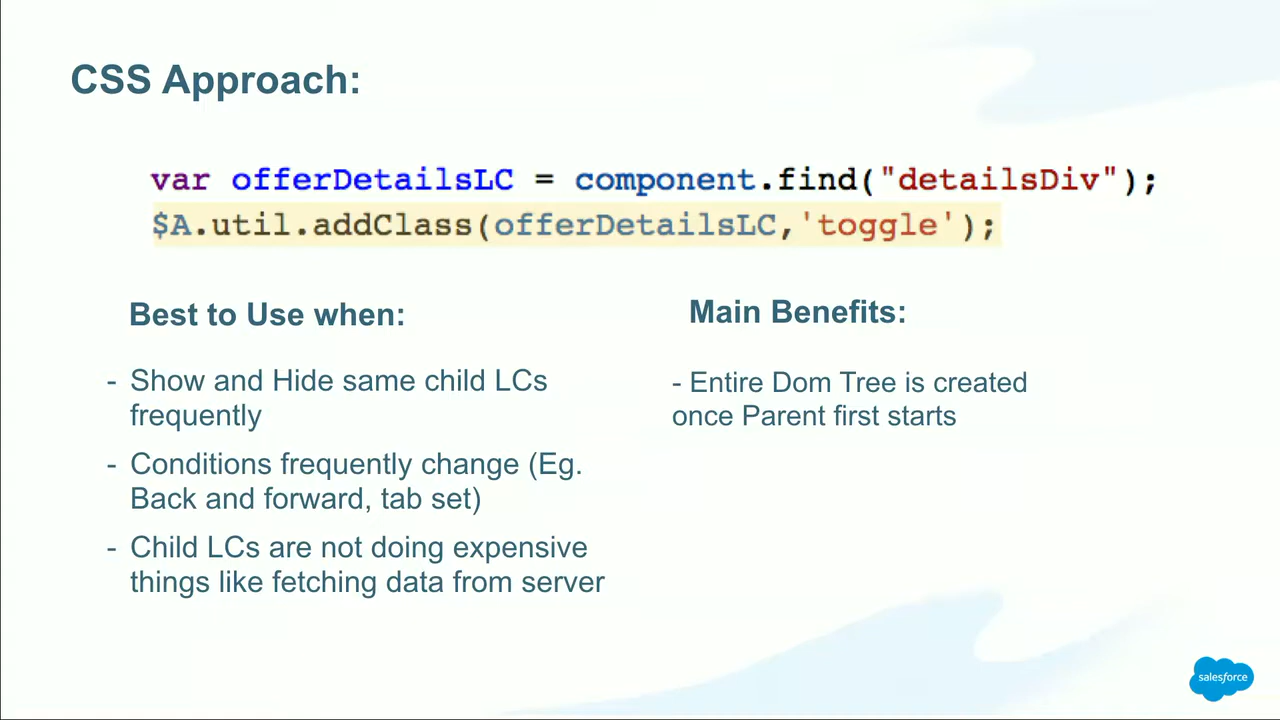 CSS Approach:
var offerDetailsLC = component.find("detailsDiv");
$A.util.addClass(offerDetailsLC,'toggle');
Best to Use when:
- Show and Hide same child LCs
frequently
- Conditions frequently change (Eg.
Back and forward, tab set)
- Child LCs are not doing expensive
things like fetching data from server
Main Benefits:
- Entire Dom Tree is created
once Parent first starts
salesforce